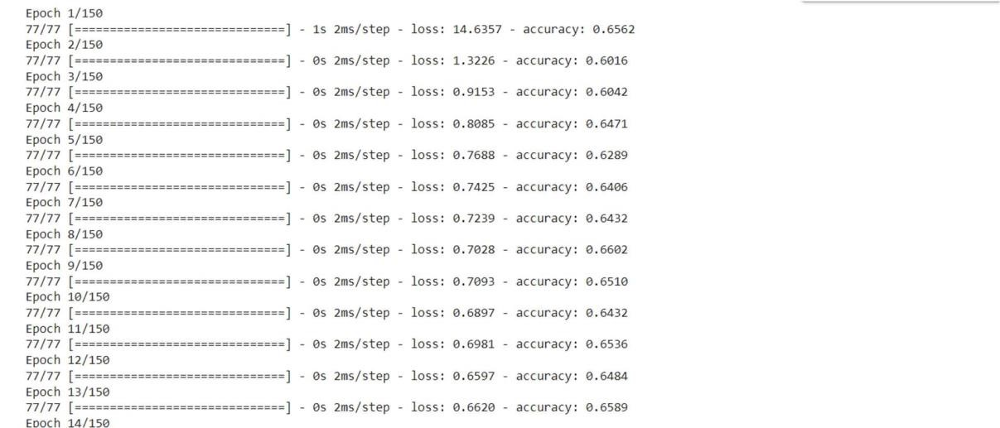 Epoch 1/150
77/77 [==============================] - 1s 2ms/step - loss: 14.6357 - accuracy: 0.6562
Epoch 2/150
77/77 [==============================] - 0s 2ms/step - loss: 1.3226 - accuracy: 0.6016
Epoch 3/150
77/77 [==============================] - 0s 2ms/step - loss: 0.9153 - accuracy: 0.6042
Epoch 4/150
77/77 [==============================] - 0s 2ms/step - loss: 0.8085 - accuracy: 0.6471
Epoch 5/150
77/77 [==============================] - 0s 2ms/step - loss: 0.7688 - accuracy: 0.6289
Epoch 6/150
77/77 [==============================] - 0s 2ms/step - loss: 0.7425 - accuracy: 0.6406
Epoch 7/150
77/77 [==============================] - 0s 2ms/step - loss: 0.7239 - accuracy: 0.6432
Epoch 8/150
77/77 [==============================] - 0s 2ms/step - loss: 0.7028 - accuracy: 0.6602
Epoch 9/150
77/77 [==============================] - 0s 2ms/step - loss: 0.7093 - accuracy: 0.6510
Epoch 10/150
77/77 [==============================] - 0s 2ms/step - loss: 0.6897 - accuracy: 0.6432
Epoch 11/150
77/77 [==============================] - 0s 2ms/step - loss: 0.6981 - accuracy: 0.6536
Epoch 12/150
77/77 [==============================] - 0s 2ms/step - loss: 0.6597 - accuracy: 0.6484
Epoch 13/150
77/77 [==============================] - 0s 2ms/step - loss: 0.6620 - accuracy: 0.6589
Epoch 14/150